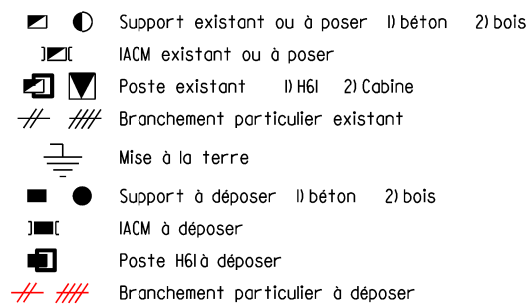 Support existant ou à poser 1) béton 2) bois
IACM existant ou à poser
Poste existant 1) H61 2) Cabine
Branchement particulier existant
Mise à la terre
Support à déposer 1) béton 2) bois
IACM à déposer
Poste H61 à déposer
Branchement particulier à déposer